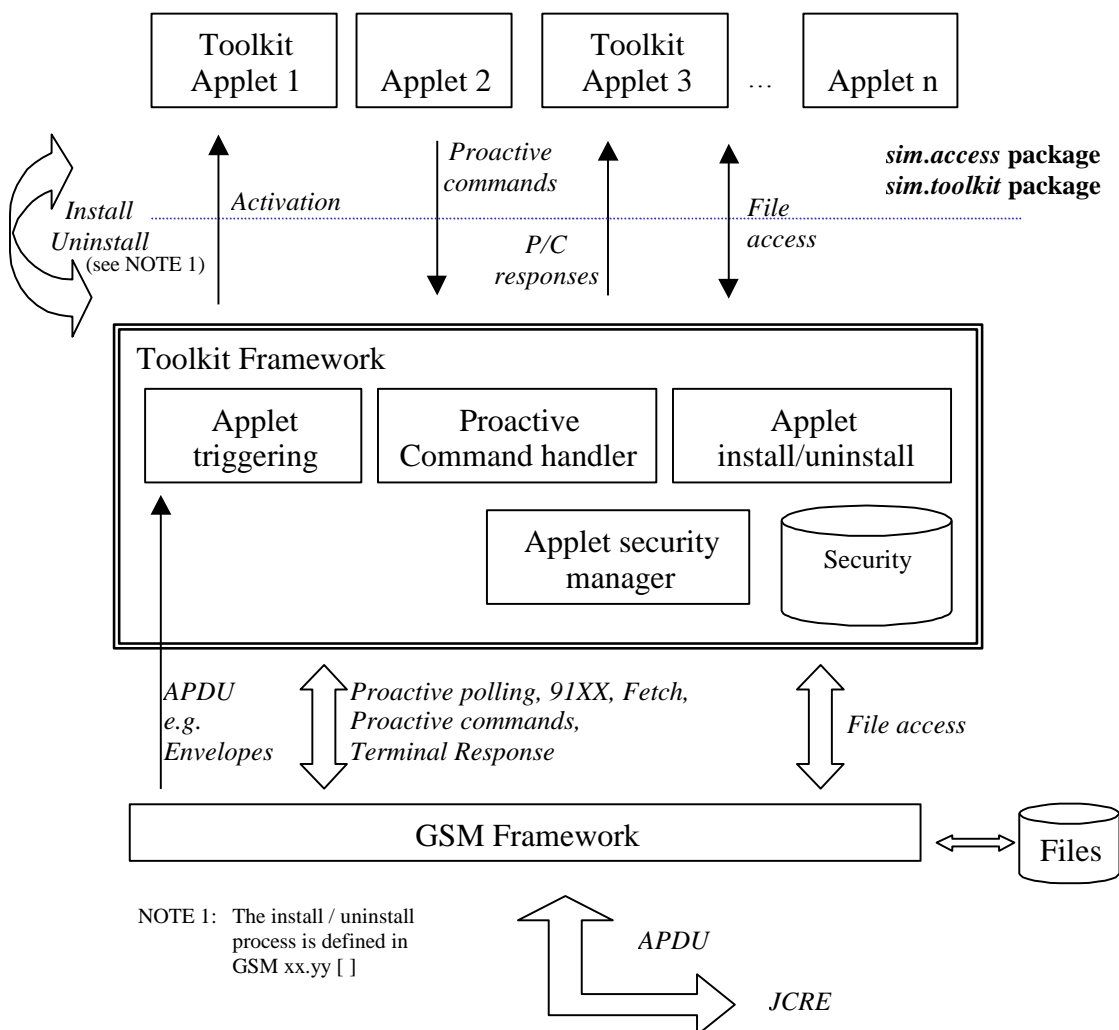 Toolkit
Applet 1
Applet 2
Toolkit
Applet 3
...
Applet n
Install
Uninstall
(see NOTE 1)
Activation
Proactive
commands
P/C
responses
File
access
sim.access package
sim.toolkit package
Toolkit Framework
Applet
triggering
Proactive
Command handler
Applet
install/uninstall
Applet security
manager
Security
APDU
e.g.
Envelopes
Proactive polling, 91XX, Fetch,
Proactive commands,
Terminal Response
File access
GSM Framework
Files
NOTE 1: The install / uninstall
process is defined in
GSM xx.yy [ ]
APDU
JCRE